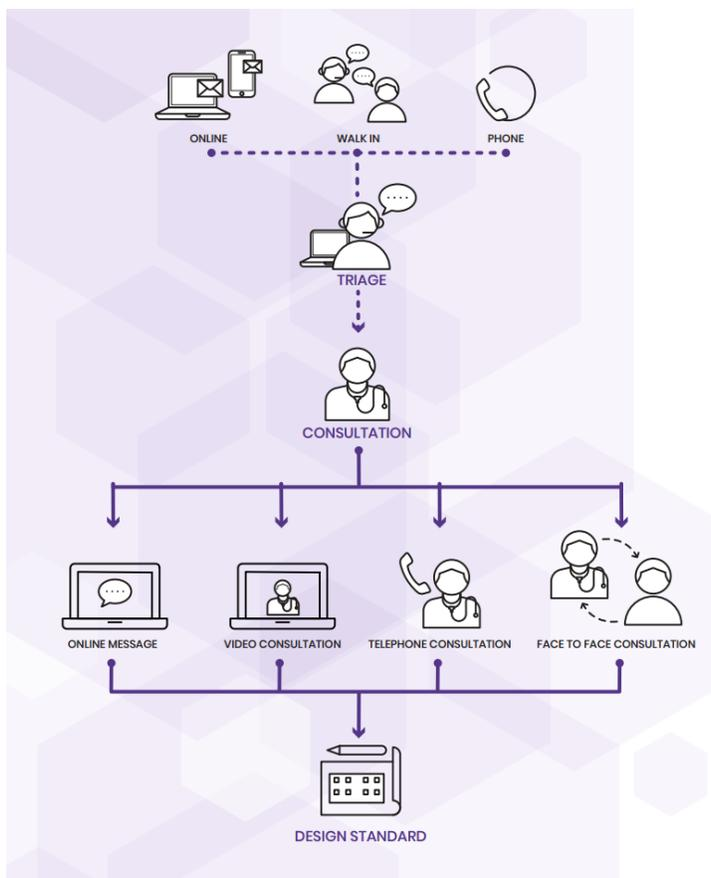 ONLINE
WALK IN
PHONE
TRIAGE
CONSULTATION
ONLINE MESSAGE
VIDEO CONSULTATION
TELEPHONE CONSULTATION
FACE TO FACE CONSULTATION
DESIGN STANDARD